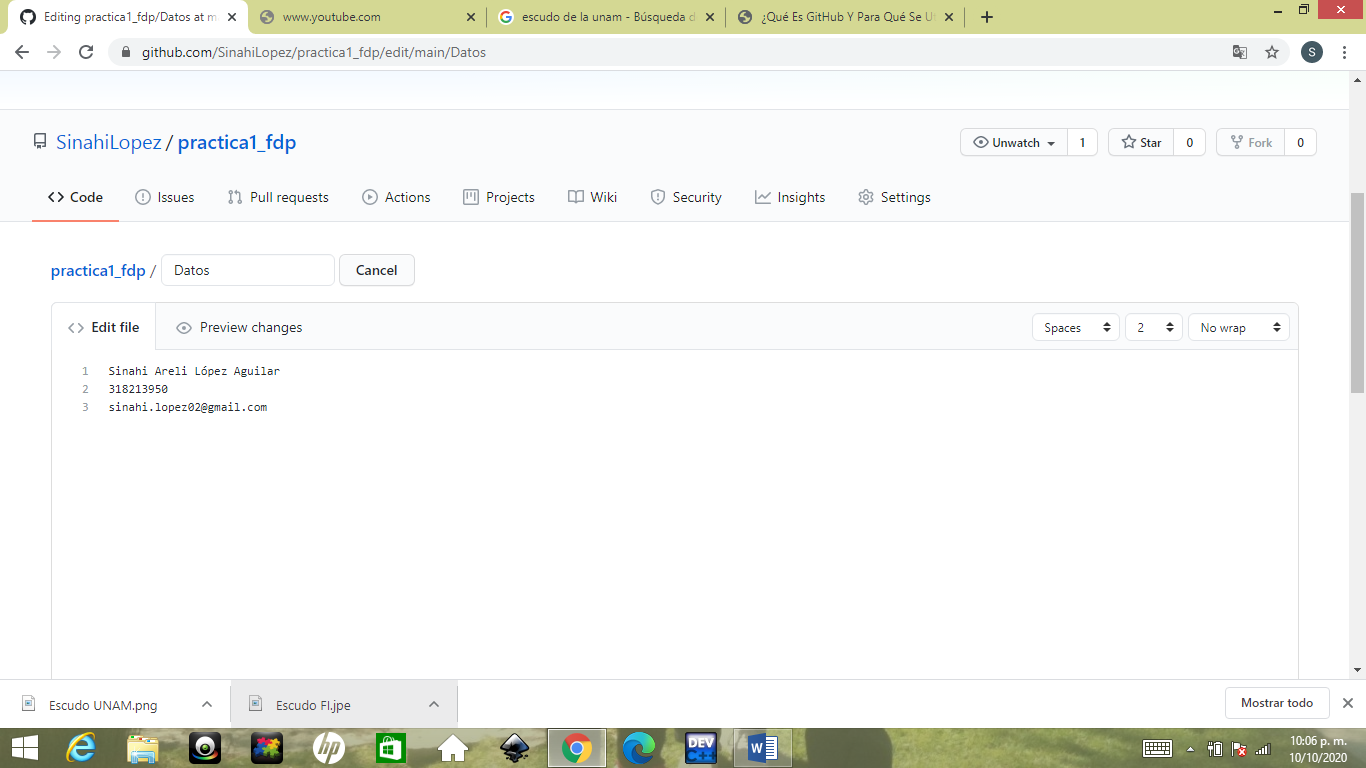 Editing practica1_fdp/Datos at m
www.youtube.com
escudo de la unam - Búsqueda d
¿Qué Es GitHub Y Para Qué Se U
github.com/SinahiLopez/practica1_fdp/edit/main/Datos
S
SinahiLopez / practica1_fdp
Unwatch 1
Star 0
Fork 0
Code
Issues
Pull requests
Actions
Projects
Wiki
Security
Insights
Settings
practica1_fdp / Datos Cancel
Edit file
Preview changes
Spaces 2 No wrap
1 Sinahi Areli López Aguilar
2 318213950
3 sinahi.lopez02@gmail.com
Escudo UNAM.png
Escudo FI.jpe
Mostrar todo
hp
DEV C++
10:06 p. m.
10/10/2020